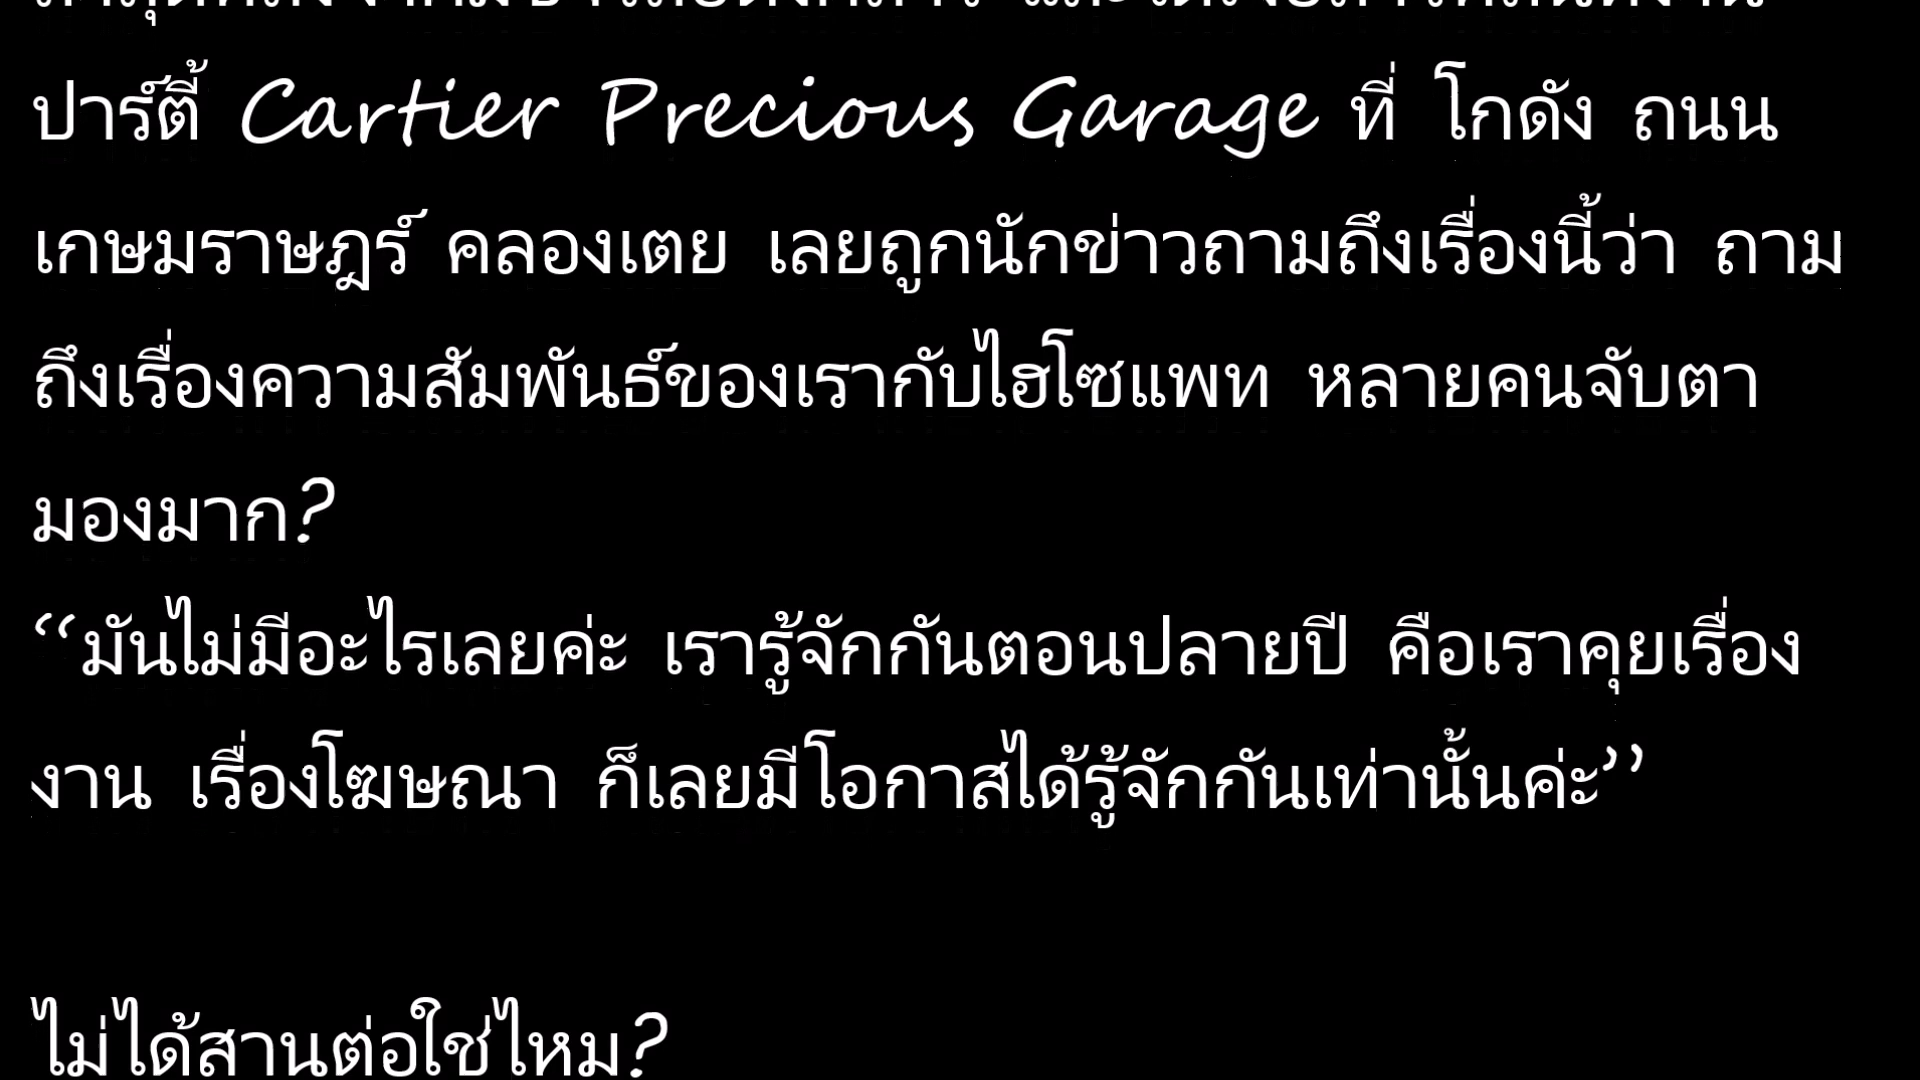 ปาร์ตี้ Cartier Precious Garage ที่ โกดัง ถนน
เกษมราษฎร์ คลองเตย เลยถูกนักข่าวถามถึงเรื่องนี้ว่า ถาม
ถึงเรื่องความสัมพันธ์ของเรากับไฮโซแพท หลายคนจับตา
มองมาก?
“มันไม่มีอะไรเลยค่ะ เรารู้จักกันตอนปลายปี คือเราคุยเรื่อง
งาน เรื่องโฆษณา ก็เลยมีโอกาสได้รู้จักกันเท่านั้นค่ะ”
ไม่ได้สานต่อใช่ไหม?